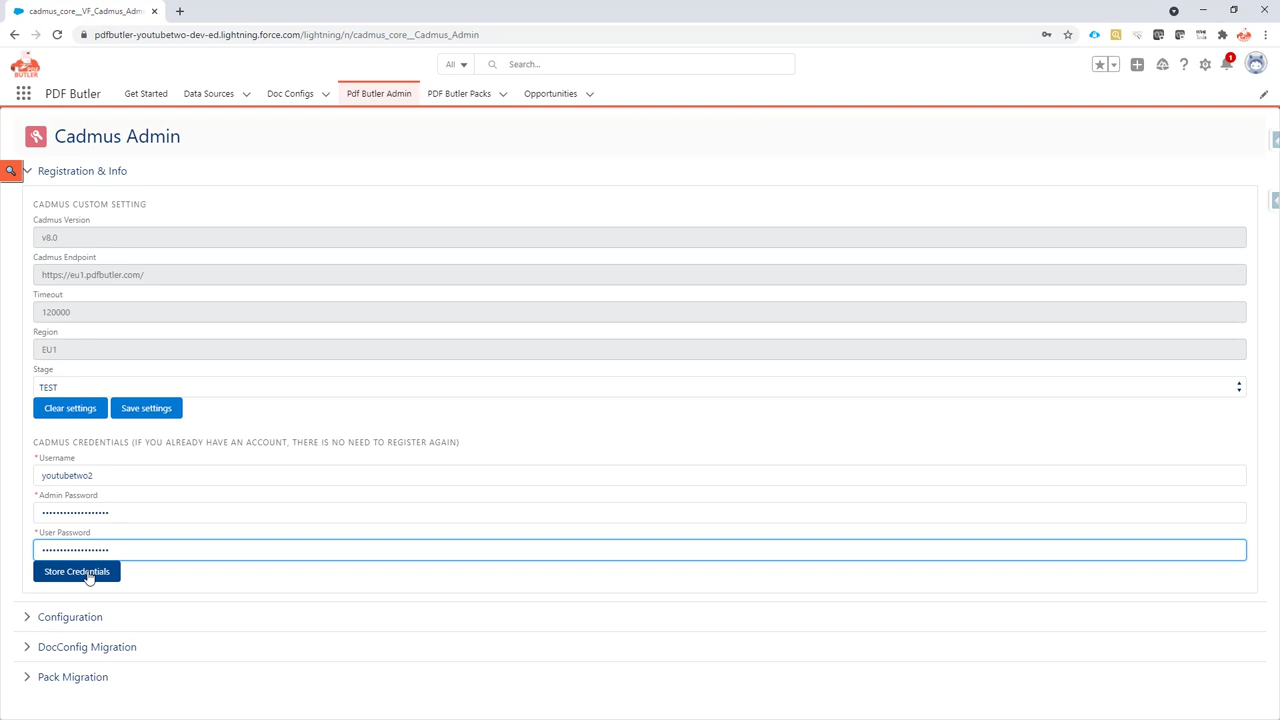 cadmus_core__VF_Cadmus_Adm
pdfbutler-youtubetwo-dev-ed.lightning.force.com/lightning/n/cadmus_core__Cadmus_Admin
BUTLER
All
Search...
1
PDF Butler
Get Started
Data Sources
Doc Configs
Pdf Butler Admin
PDF Butler Packs
Opportunities
Cadmus Admin
Registration & Info
CADMUS CUSTOM SETTING
Cadmus Version
v8.0
Cadmus Endpoint
https://eu1.pdfbutler.com/
Timeout
120000
Region
EU1
Stage
TEST
Clear settings
Save settings
CADMUS CREDENTIALS (IF YOU ALREADY HAVE AN ACCOUNT, THERE IS NO NEED TO REGISTER AGAIN)
*Username
youtubetwo2
*Admin Password
•••••••••••••••••••
*User Password
•••••••••••••••••••
Store Credentials
Configuration
DocConfig Migration
Pack Migration